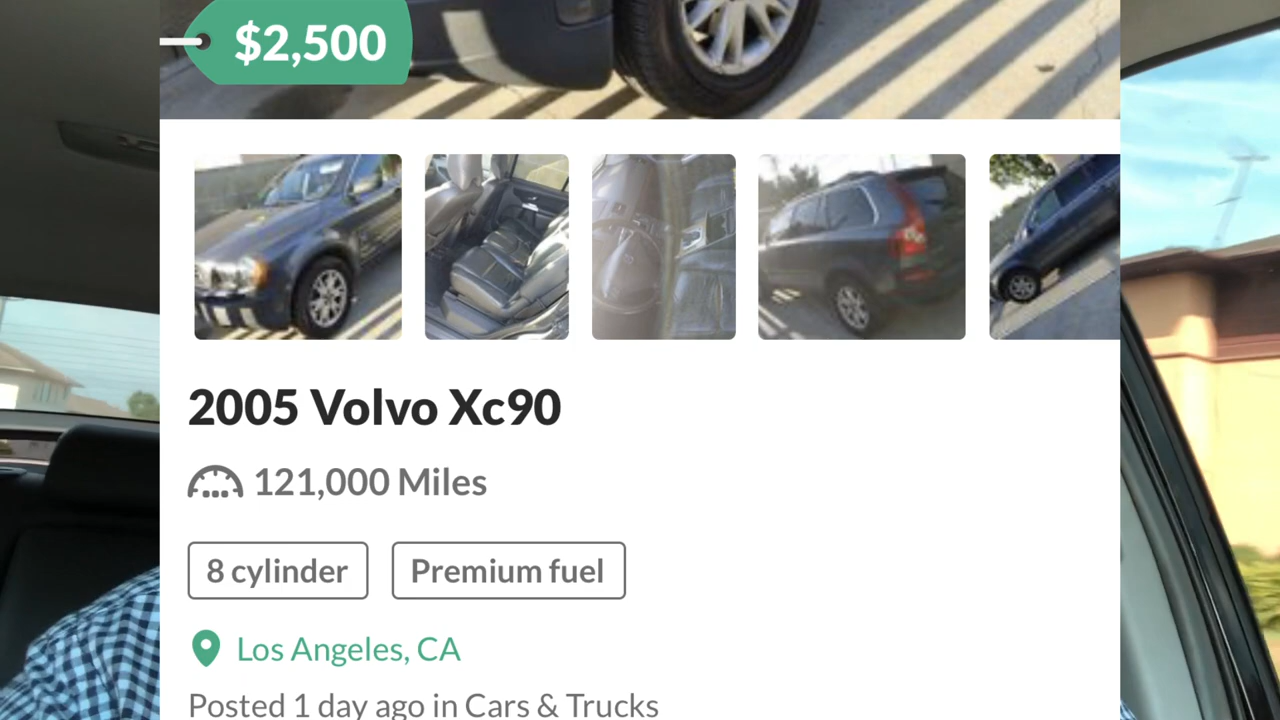 $2,500
2005 Volvo Xc90
121,000 Miles
8 cylinder
Premium fuel
Los Angeles, CA
Posted 1 day ago in Cars & Trucks